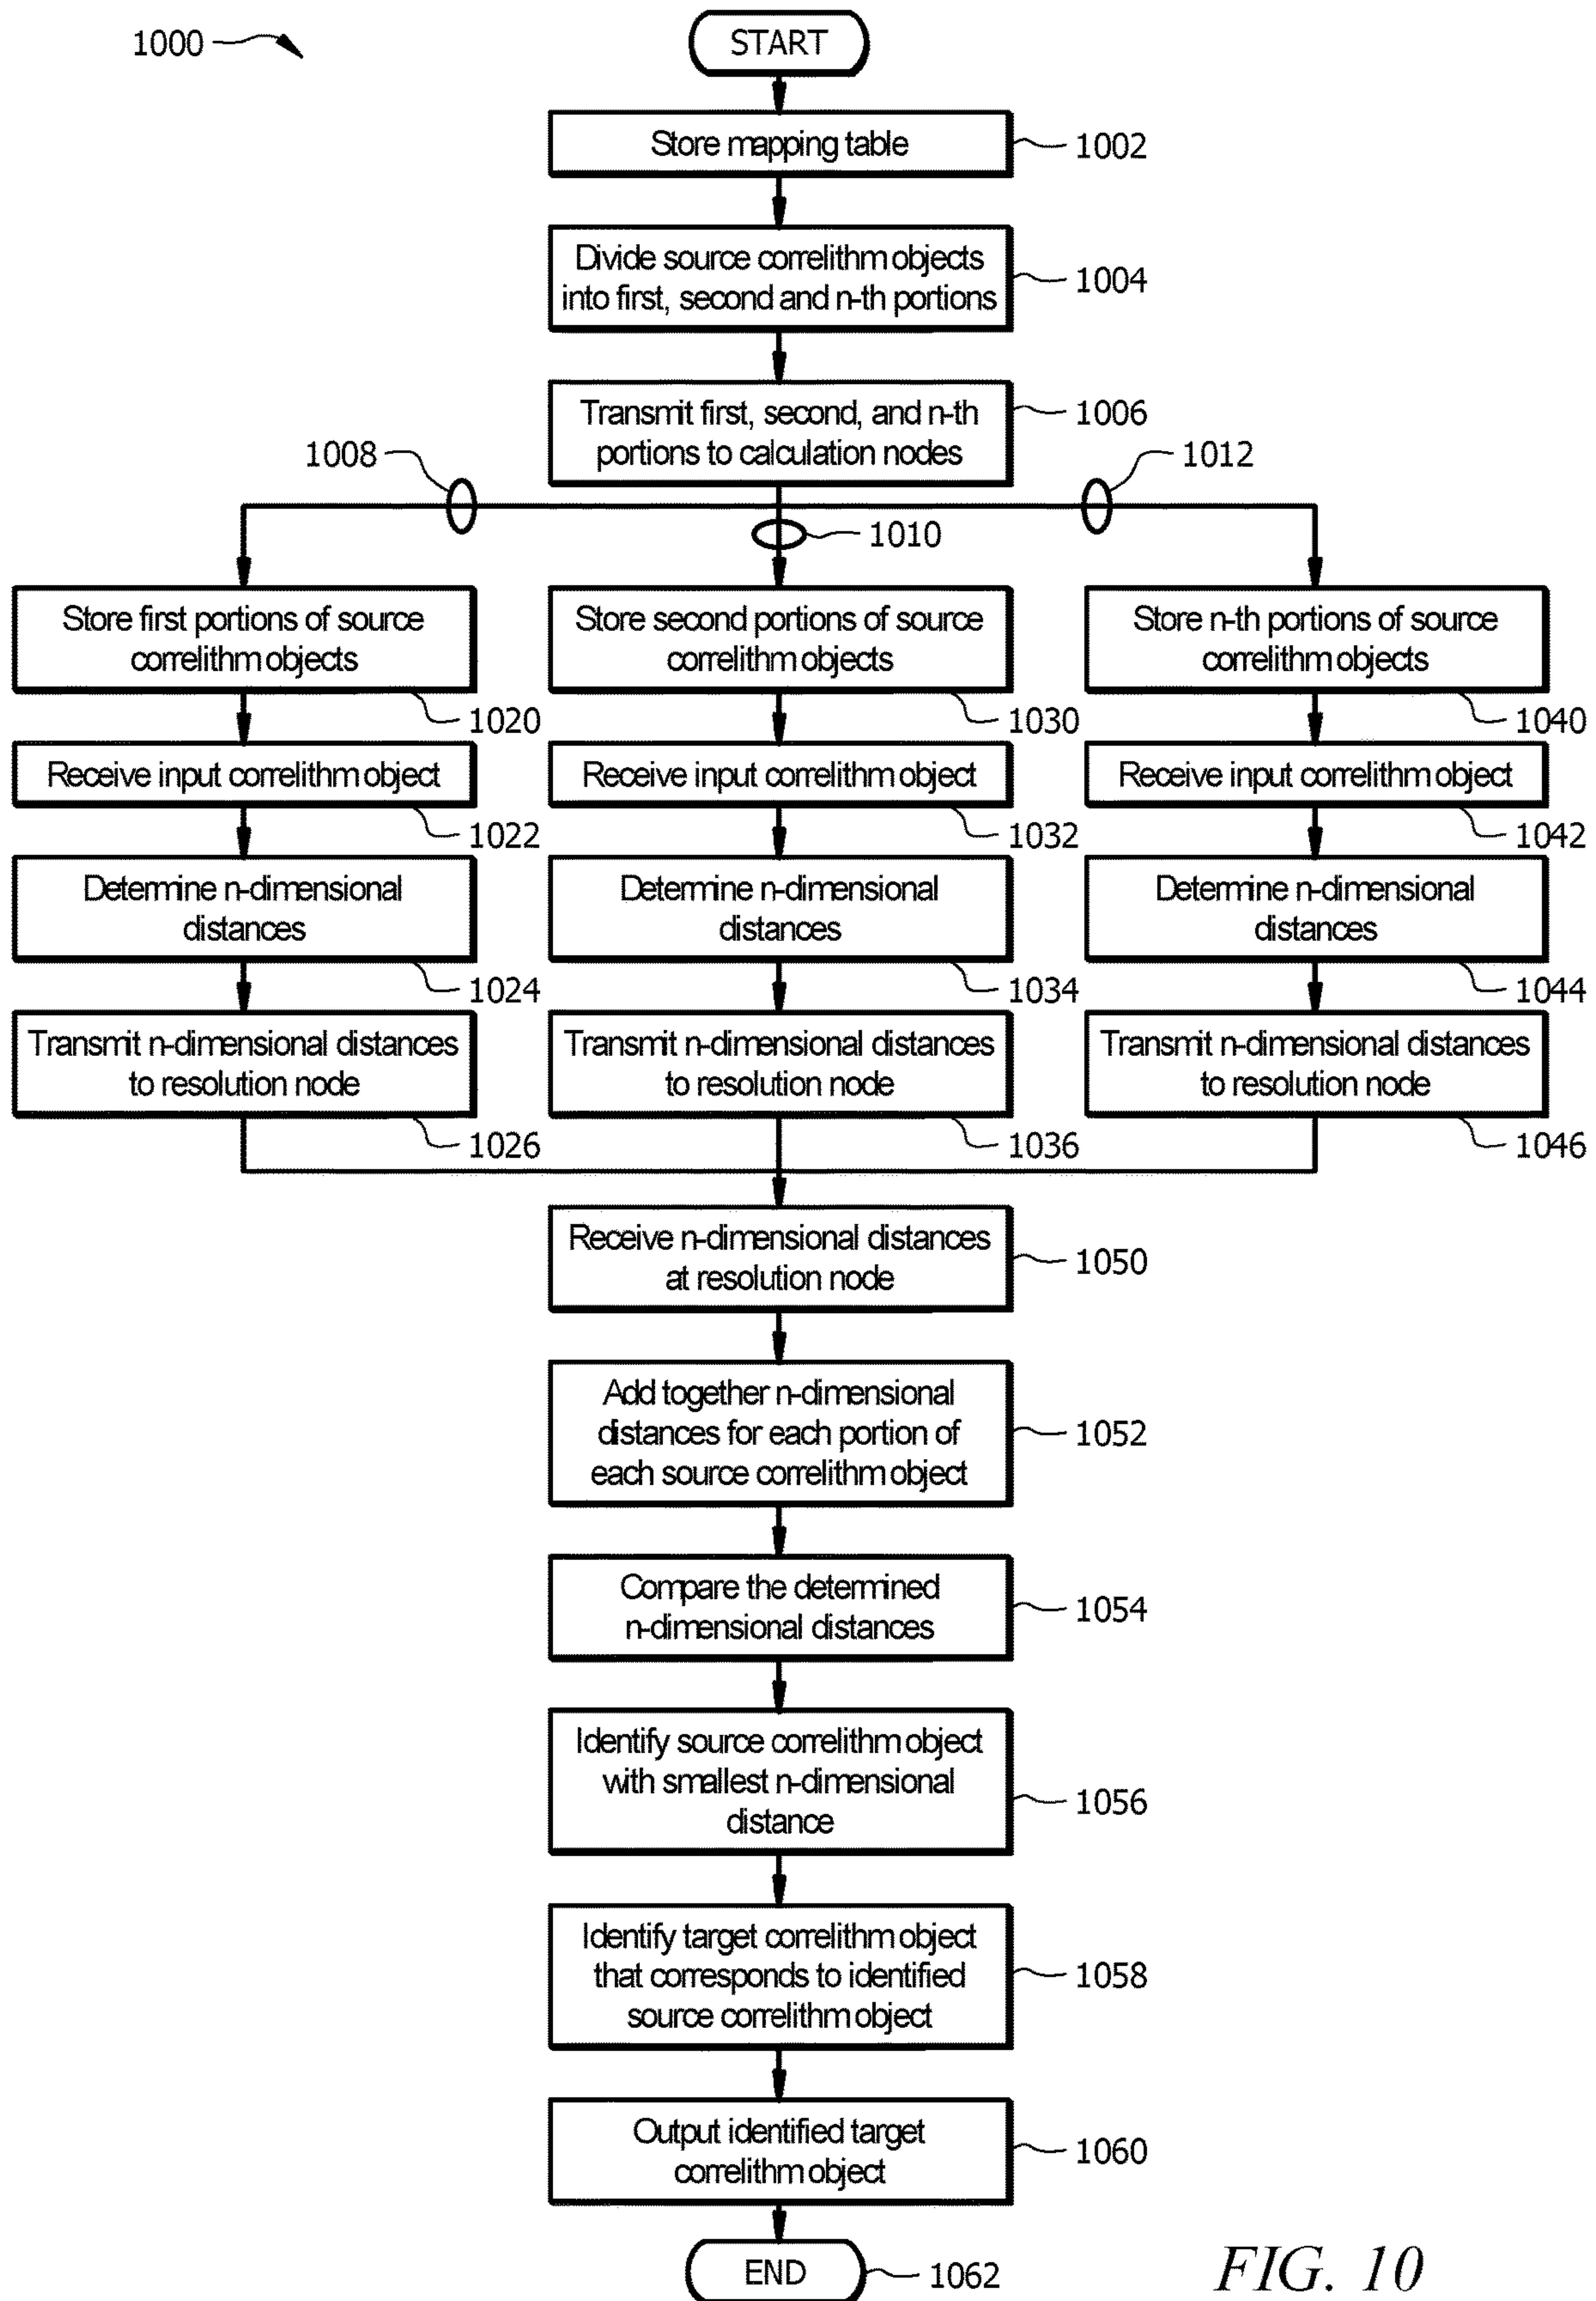 1000
START
Store mapping table
1002
Divide source correlithm objects
into first, second and n-th portions
1004
Transmit first, second, and n-th
portions to calculation nodes
1006
1008
1010
1012
Store first portions of source
correlithm objects
1020
Store second portions of source
correlithm objects
1030
Store n-th portions of source
correlithm objects
1040
Receive input correlithm object
1022
Receive input correlithm object
1032
Receive input correlithm object
1042
Determine n-dimensional
distances
1024
Determine n-dimensional
distances
1034
Determine n-dimensional
distances
1044
Transmit n-dimensional distances
to resolution node
1026
Transmit n-dimensional distances
to resolution node
1036
Transmit n-dimensional distances
to resolution node
1046
Receive n-dimensional distances
at resolution node
1050
Add together n-dimensional
distances for each portion of
each source correlithm object
1052
Compare the determined
n-dimensional distances
1054
Identify source correlithm object
with smallest n-dimensional
distance
1056
Identify target correlithm object
that corresponds to identified
source correlithm object
1058
Output identified target
correlithm object
1060
END
1062
FIG. 10